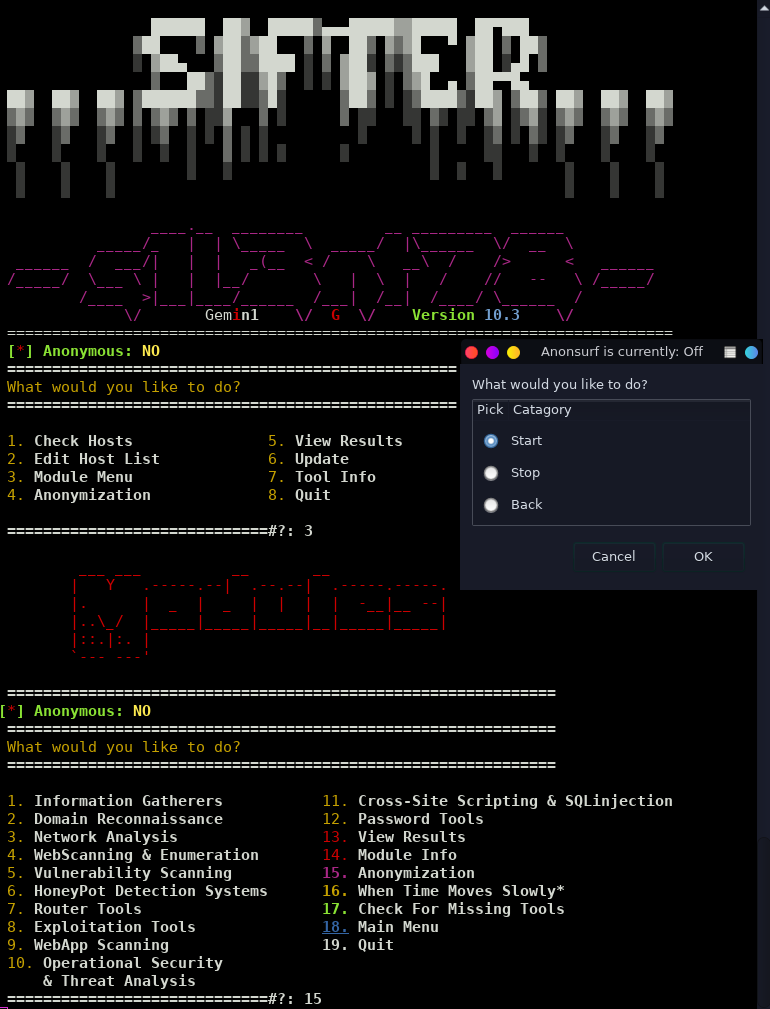 SIFTER
Gemin1 G Version 10.3
[*] Anonymous: NO
What would you like to do?
1. Check Hosts 5. View Results
2. Edit Host List 6. Update
3. Module Menu 7. Tool Info
4. Anonymization 8. Quit
#?: 3
Anonsurf is currently: Off
What would you like to do?
Pick Catagory
Start
Stop
Back
Cancel OK
Modules
[*] Anonymous: NO
What would you like to do?
1. Information Gatherers 11. Cross-Site Scripting & SQLinjection
2. Domain Reconnaissance 12. Password Tools
3. Network Analysis 13. View Results
4. WebScanning & Enumeration 14. Module Info
5. Vulnerability Scanning 15. Anonymization
6. HoneyPot Detection Systems 16. When Time Moves Slowly*
7. Router Tools 17. Check For Missing Tools
8. Exploitation Tools 18. Main Menu
9. WebApp Scanning 19. Quit
10. Operational Security
& Threat Analysis
#?: 15